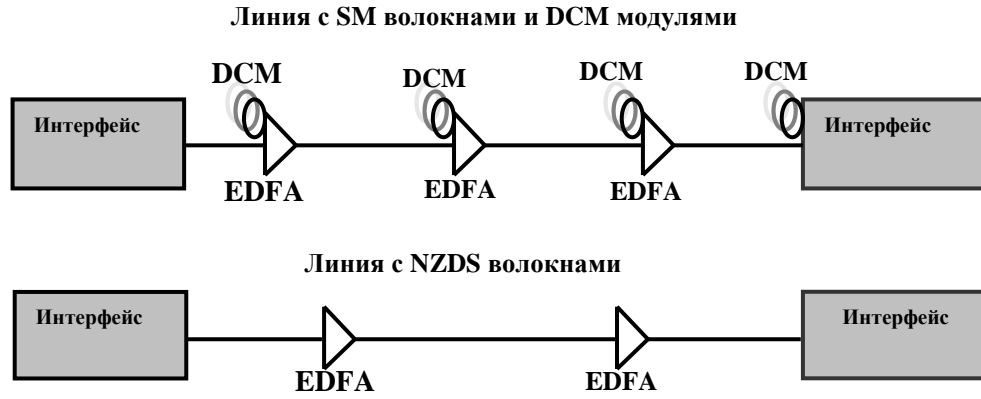 Линия с SM волокнами и DCM модулями
DCM DCM DCM DCM
Интерфейс Интерфейс
EDFA EDFA EDFA
Линия с NZDS волокнами
Интерфейс Интерфейс
EDFA EDFA